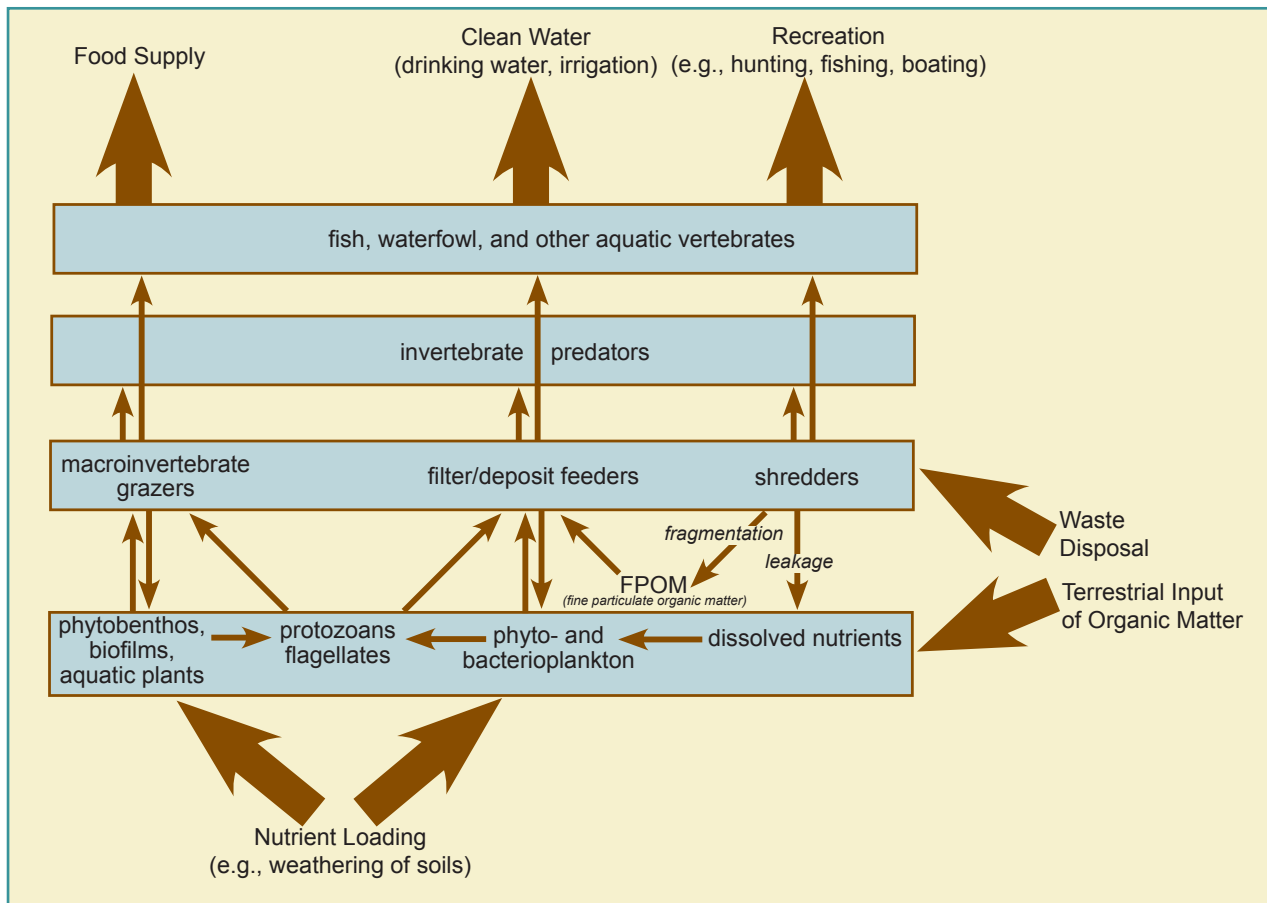 Food Supply
Clean Water
(drinking water, irrigation)
Recreation
(e.g., hunting, fishing, boating)
fish, waterfowl, and other aquatic vertebrates
invertebrate predators
macroinvertebrate
grazers
filter/deposit feeders
shredders
fragmentation
leakage
FPOM
(fine particulate organic matter)
Waste
Disposal
Terrestrial Input
of Organic Matter
phytobenthos,
biofilms,
aquatic plants
protozoans
flagellates
phyto- and
bacterioplankton
dissolved nutrients
Nutrient Loading
(e.g., weathering of soils)